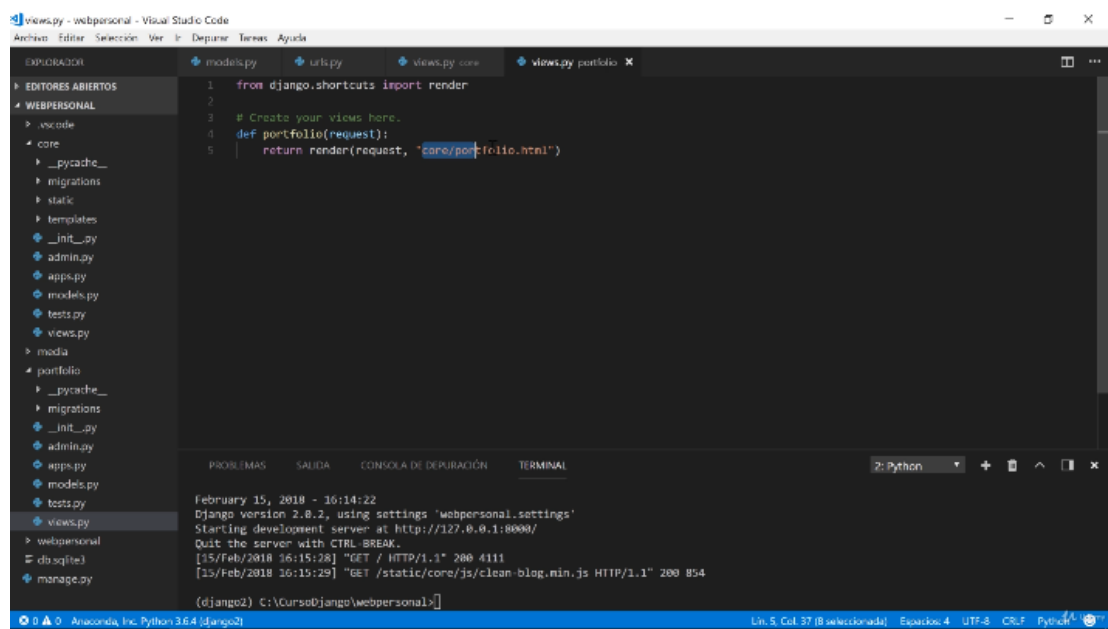 views.py - webpersonal - Visual Studio Code
Archivo Editar Selección Ver Ir Depurar Tareas Ayuda
EXPLORADOR
EDITORES ABIERTOS
WEBPERSONAL
.vscode
core
__pycache__
migrations
static
templates
__init__.py
admin.py
apps.py
models.py
tests.py
views.py
media
portfolio
__pycache__
migrations
__init__.py
admin.py
apps.py
models.py
tests.py
views.py
webpersonal
db.sqlite3
manage.py
models.py urls.py views.py core views.py portfolio
1 from django.shortcuts import render
2
3 # Create your views here.
4 def portfolio(request):
5 return render(request, "core/portfolio.html")
PROBLEMAS SALIDA CONSOLA DE DEPURACIÓN TERMINAL 2: Python
February 15, 2018 - 16:14:22
Django version 2.0.2, using settings 'webpersonal.settings'
Starting development server at http://127.0.0.1:8000/
Quit the server with CTRL-BREAK.
[15/Feb/2018 16:15:28] "GET / HTTP/1.1" 200 4111
[15/Feb/2018 16:15:29] "GET /static/core/js/clean-blog.min.js HTTP/1.1" 200 854
(django2) C:\CursoDjango\webpersonal>
0 0 Anaconda, Inc. Python 3.6.4 (django2) Lín. 5, Col. 37 (8 seleccionada) Espacios: 4 UTF-8 CRLF Python